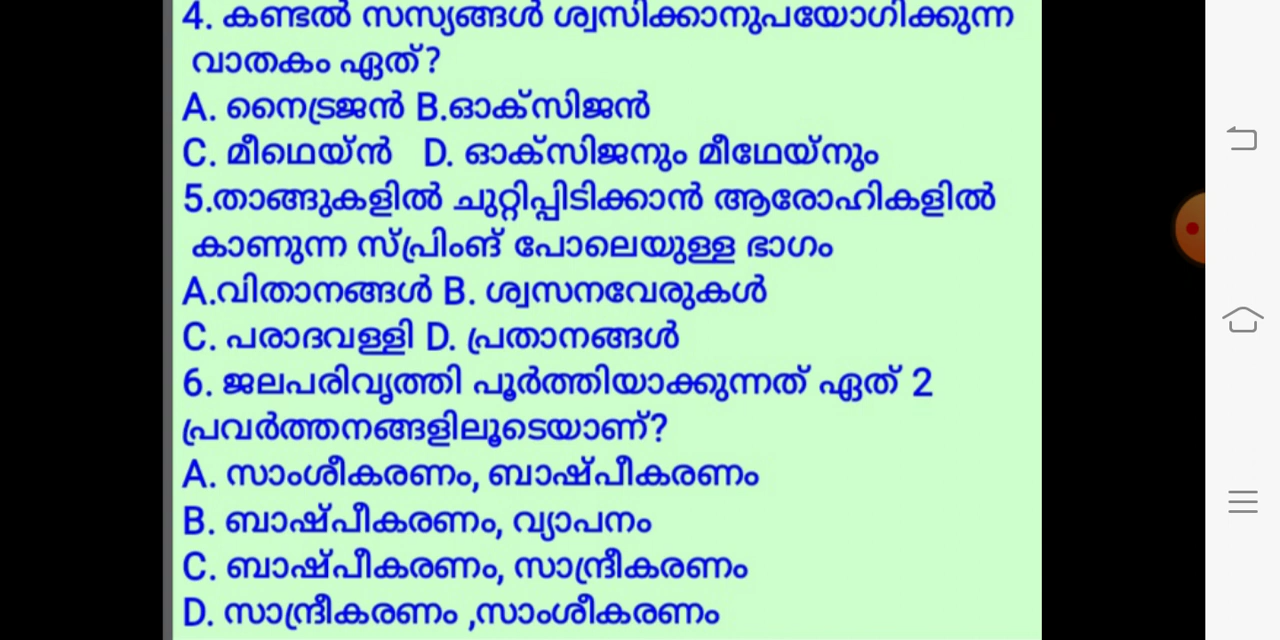 4. കണ്ടൽ സസ്യങ്ങൾ ശ്വസിക്കാനുപയോഗിക്കുന്ന
വാതകം ഏത്?
A. നൈട്രജൻ B.ഓക്സിജൻ
C. മീഥെയ്ൻ D. ഓക്സിജനും മീഥേയ്നും
5.താങ്ങുകളിൽ ചുറ്റിപ്പിടിക്കാൻ ആരോഹികളിൽ
കാണുന്ന സ്പ്രിംങ് പോലെയുള്ള ഭാഗം
A.വിതാനങ്ങൾ B. ശ്വസനവേരുകൾ
C. പരാദവള്ളി D. പ്രതാനങ്ങൾ
6. ജലപരിവൃത്തി പൂർത്തിയാക്കുന്നത് ഏത് 2
പ്രവർത്തനങ്ങളിലൂടെയാണ്?
A. സാംശീകരണം, ബാഷ്പീകരണം
B. ബാഷ്പീകരണം, വ്യാപനം
C. ബാഷ്പീകരണം, സാന്ദ്രീകരണം
D. സാന്ദ്രീകരണം ,സാംശീകരണം